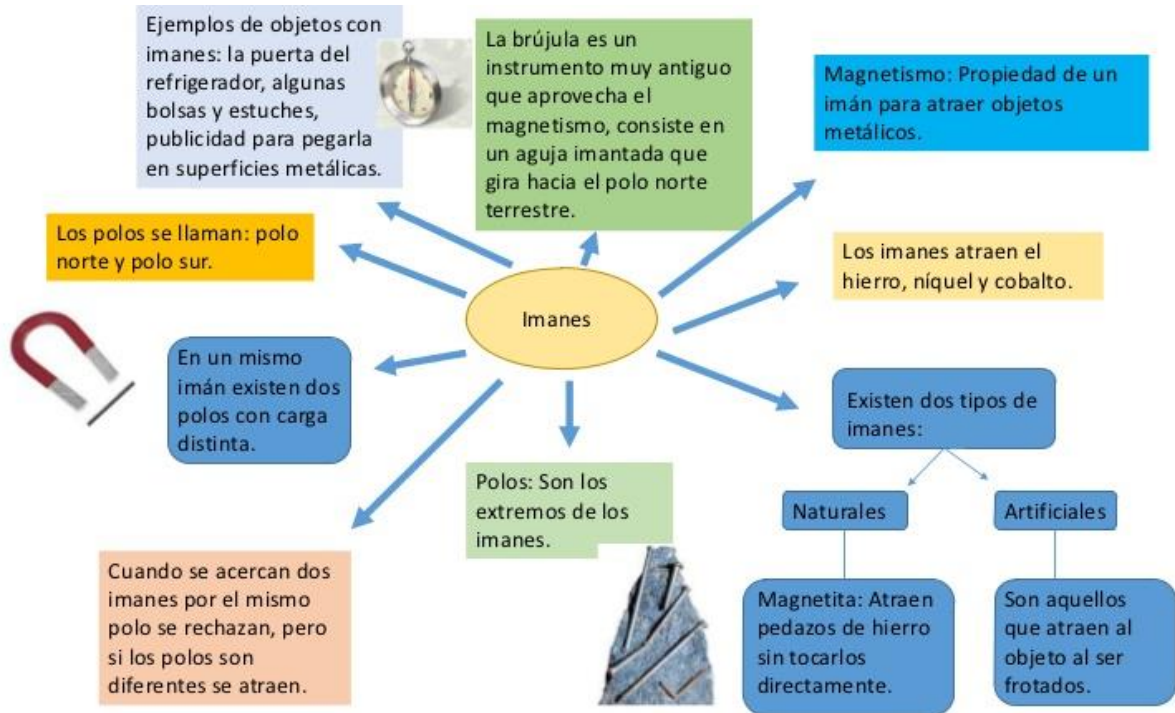 Ejemplos de objetos con
imanes: la puerta del
refrigerador, algunas
bolsas y estuches,
publicidad para pegarla
en superficies metálicas.
La brújula es un
instrumento muy antiguo
que aprovecha el
magnetismo, consiste en
un aguja imantada que
gira hacia el polo norte
terrestre.
Magnetismo: Propiedad de un
imán para atraer objetos
metálicos.
Los polos se llaman: polo
norte y polo sur.
Los imanes atraen el
hierro, níquel y cobalto.
Imanes
En un mismo
imán existen dos
polos con carga
distinta.
Existen dos tipos de
imanes:
Polos: Son los
extremos de los
imanes.
Naturales
Artificiales
Cuando se acercan dos
imanes por el mismo
polo se rechazan, pero
si los polos son
diferentes se atraen.
Magnetita: Atraen
pedazos de hierro
sin tocarlos
directamente.
Son aquellos
que atraen al
objeto al ser
frotados.